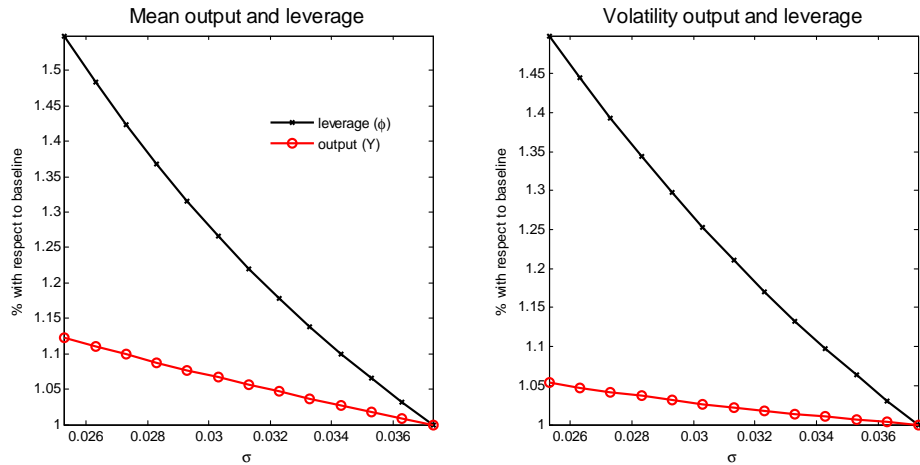 Mean output and leverage
% with respect to baseline
1.5
1.45
1.4
1.35
1.3
1.25
1.2
1.15
1.1
1.05
1
leverage (ϕ)
output (Y)
0.026 0.028 0.03 0.032 0.034 0.036
σ
Volatility output and leverage
% with respect to baseline
1.45
1.4
1.35
1.3
1.25
1.2
1.15
1.1
1.05
1
0.026 0.028 0.03 0.032 0.034 0.036
σ